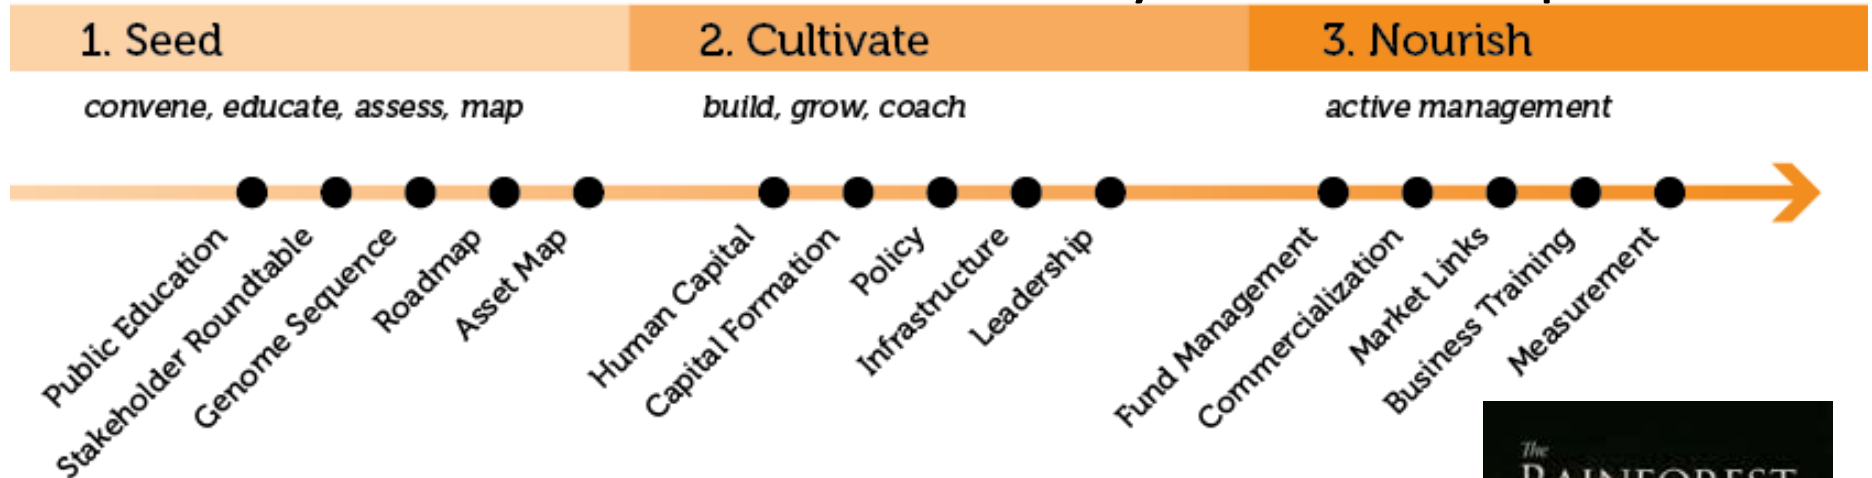 1. Seed
2. Cultivate
3. Nourish
convene, educate, assess, map
build, grow, coach
active management
Public Education
Stakeholder Roundtable
Genome Sequence
Roadmap
Asset Map
Human Capital
Capital Formation
Policy
Infrastructure
Leadership
Fund Management
Commercialization
Market Links
Business Training
Measurement
The
RAINFOREST